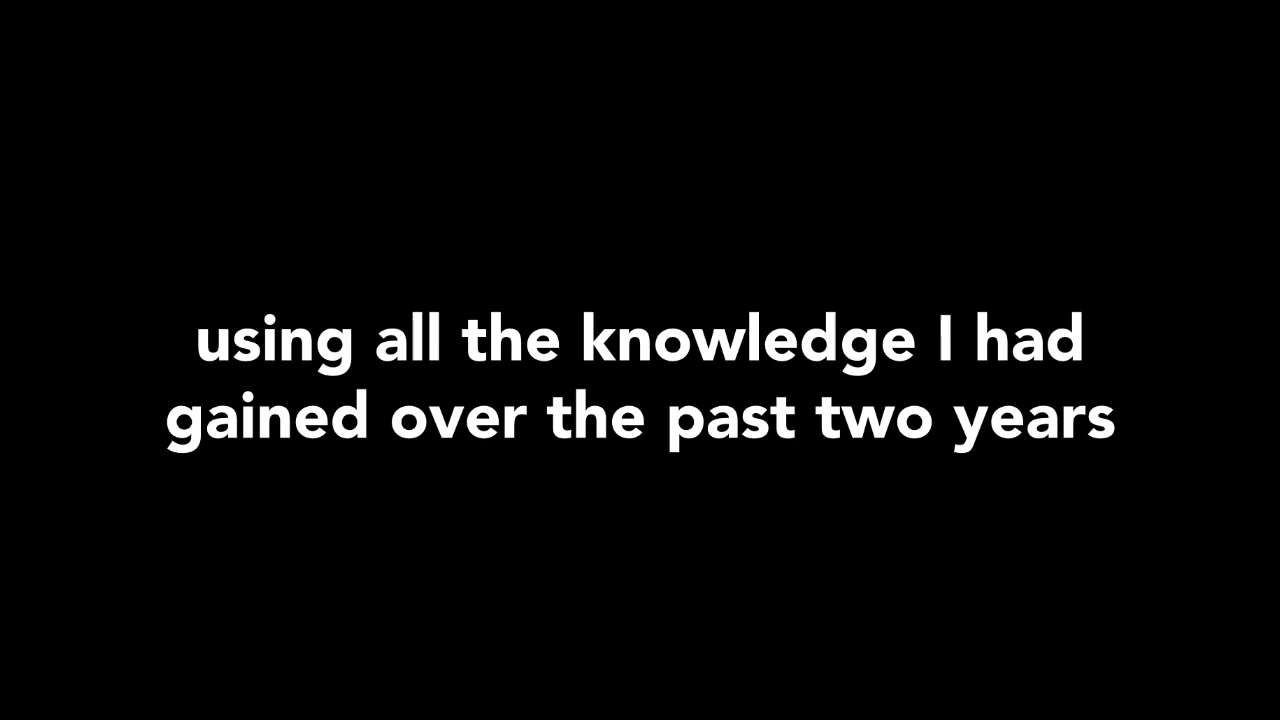 using all the knowledge I had
gained over the past two years